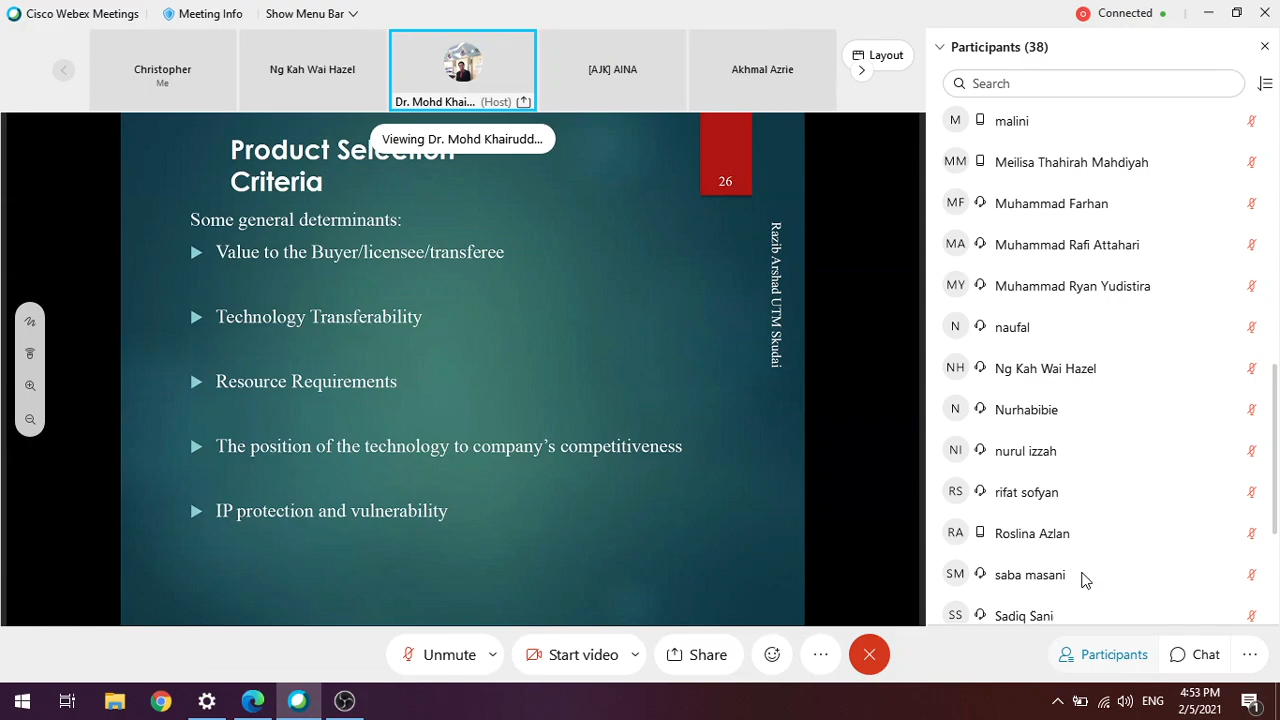 Cisco Webex Meetings
Meeting Info
Show Menu Bar
Connected
Christopher
Me
Ng Kah Wai Hazel
Dr. Mohd Khai... (Host)
[AJK] AINA
Akhmal Azrie
Layout
Viewing Dr. Mohd Khairudd...
Product Selection
Criteria
26
Some general determinants:
Value to the Buyer/licensee/transferee
Technology Transferability
Resource Requirements
The position of the technology to company's competitiveness
IP protection and vulnerability
Razib Arshad UTM Skudai
Participants (38)
Search
M malini
MM Meilisa Thahirah Mahdiyah
MF Muhammad Farhan
MA Muhammad Rafi Attahari
MY Muhammad Ryan Yudistira
N naufal
NH Ng Kah Wai Hazel
N Nurhabibie
NI nurul izzah
RS rifat sofyan
RA Roslina Azlan
SM saba masani
SS Sadiq Sani
Unmute
Start video
Share
Participants
Chat
ENG
4:53 PM
2/5/2021
1